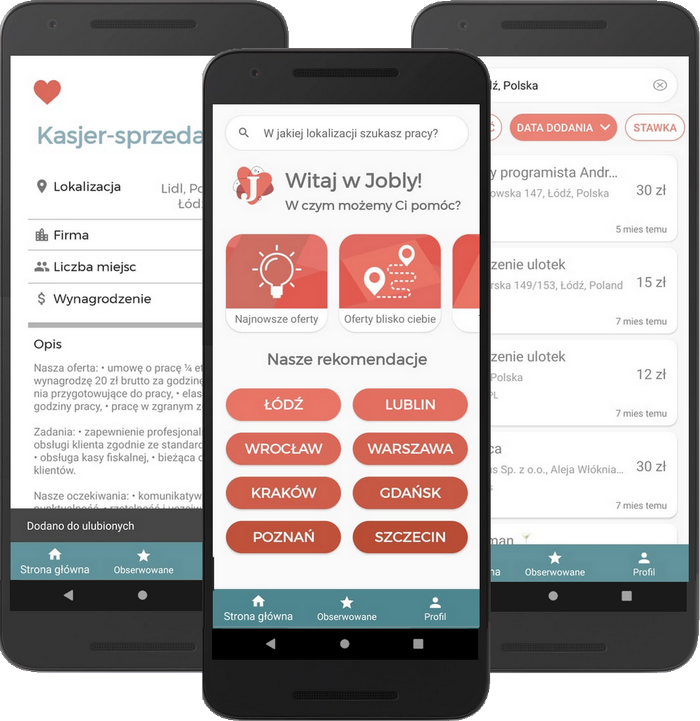 Kasjer-sprzeda
Lokalizacja
Lidl, Po
Łódź
Firma
Liczba miejsc
$ Wynagrodzenie
Opis
Nasza oferta: • umowę o pracę ¼ et
wynagrodzę 20 zł brutto za godzinę
nia przygotowujące do pracy, • elas
godziny pracy, • pracę w zgranym z
Zadania: • zapewnienie profesjonal
obsługi klienta zgodnie ze standard
• obsługa kasy fiskalnej, • bieżąca o
klientów.
Nasze oczekiwania: • komunikatyw
Dodano do ulubionych
Strona główna
Obserwowane
W jakiej lokalizacji szukasz pracy?
J
Witaj w Jobly!
W czym możemy Ci pomóc?
Najnowsze oferty
Oferty blisko ciebie
Nasze rekomendacje
ŁÓDŹ
LUBLIN
WROCŁAW
WARSZAWA
KRAKÓW
GDAŃSK
POZNAŃ
SZCZECIN
Strona główna
Obserwowane
Profil
dź, Polska
Ć
DATA DODANIA
STAWKA
y programista Andr...
owska 147, Łódź, Polska
30 zł
5 mies temu
zenie ulotek
rska 149/153, Łódź, Poland
15 zł
7 mies temu
zenie ulotek
Polska
PL
12 zł
7 mies temu
ca
us Sp. z o.o., Aleja Włóknia...
30 zł
7 mies temu
man
na
Obserwowane
Profil